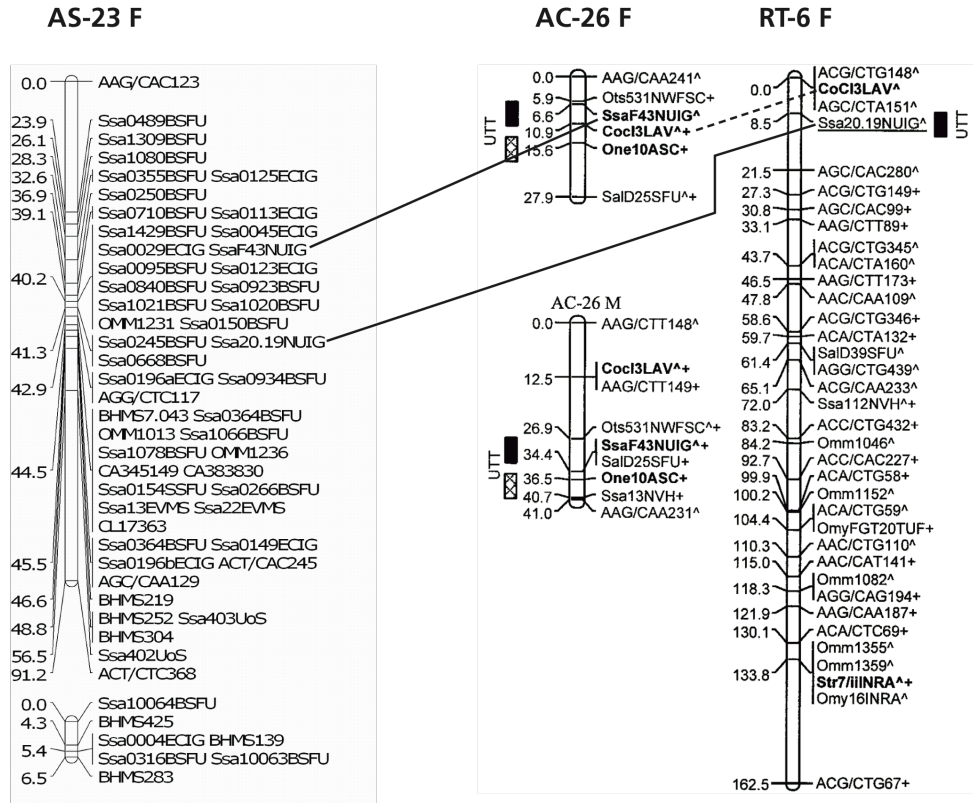 AS-23 F
AC-26 F
RT-6 F
0.0 AAG/CAC123
23.9 Ssa0489BSFU
26.1 Ssa1309BSFU
28.3 Ssa1080BSFU
32.6 Ssa0355BSFU Ssa0125ECIG
36.9 Ssa0250BSFU
39.1 Ssa0710BSFU Ssa0113ECIG
Ssa1429BSFU Ssa0045ECIG
Ssa0029ECIG SsaF43NUIG
Ssa0095BSFU Ssa0123ECIG
40.2 Ssa0840BSFU Ssa0923BSFU
Ssa1021BSFU Ssa1020BSFU
OMM1231 Ssa0150BSFU
Ssa0245BSFU Ssa20.19NUIG
41.3 Ssa0668BSFU
Ssa0196aECIG Ssa0934BSFU
42.9 AGG/CTC117
BHMS7.043 Ssa0364BSFU
OMM1013 Ssa1066BSFU
Ssa1078BSFU OMM1236
44.5 CA345149 CA383830
Ssa0154SSFU Ssa0266BSFU
Ssa13EVMS Ssa22EVMS
CL17363
Ssa0364BSFU Ssa0149ECIG
45.5 Ssa0196bECIG ACT/CAC245
AGC/CAA129
46.6 BHMS219
48.8 BHMS252 Ssa403UoS
BHMS304
56.5 Ssa402UoS
91.2 ACT/CTC368
0.0 Ssa10064BSFU
4.3 BHMS425
5.4 Ssa0004ECIG BHMS139
Ssa0316BSFU Ssa10063BSFU
6.5 BHMS283
UTT
0.0 AAG/CAA241^
5.9 Ots531NWFSC+
6.6 SsaF43NUIG^
10.9 CocI3LAV^+
15.6 One10ASC+
27.9 SalD25SFU^+
AC-26 M
0.0 AAG/CTT148^
12.5 CocI3LAV^+
AAG/CTT149+
UTT
26.9 Ots531NWFSC^+
34.4 SsaF43NUIG^+
SalD25SFU+
36.5 One10ASC+
40.7 Ssa13NVH+
41.0 AAG/CAA231^
ACG/CTG148^
0.0 CoCl3LAV^
AGC/CTA151^
8.5 Ssa20.19NUIG^
UTT
21.5 AGC/CAC280^
27.3 ACG/CTG149+
30.8 AGC/CAC99+
33.1 AAG/CTT89+
43.7 ACG/CTG345^
ACA/CTA160^
46.5 AAG/CTT173+
47.8 AAC/CAA109^
58.6 ACG/CTG346+
59.7 ACA/CTA132+
61.4 SalD39SFU^
AGG/CTG439^
65.1 ACG/CAA233^
72.0 Ssa112NVH^+
83.2 ACC/CTG432+
84.2 Omm1046^
92.7 ACC/CAC227+
99.9 ACA/CTG58+
100.2 Omm1152^
104.4 ACA/CTG59^
OmyFGT20TUF+
110.3 AAC/CTG110^
115.0 AAC/CAT141+
118.3 Omm1082^
AGG/CAG194+
121.9 AAG/CAA187+
130.1 ACA/CTC69+
Omm1355^
133.8 Omm1359^
Str7/iiINRA^+
Omy16INRA^
162.5 ACG/CTG67+